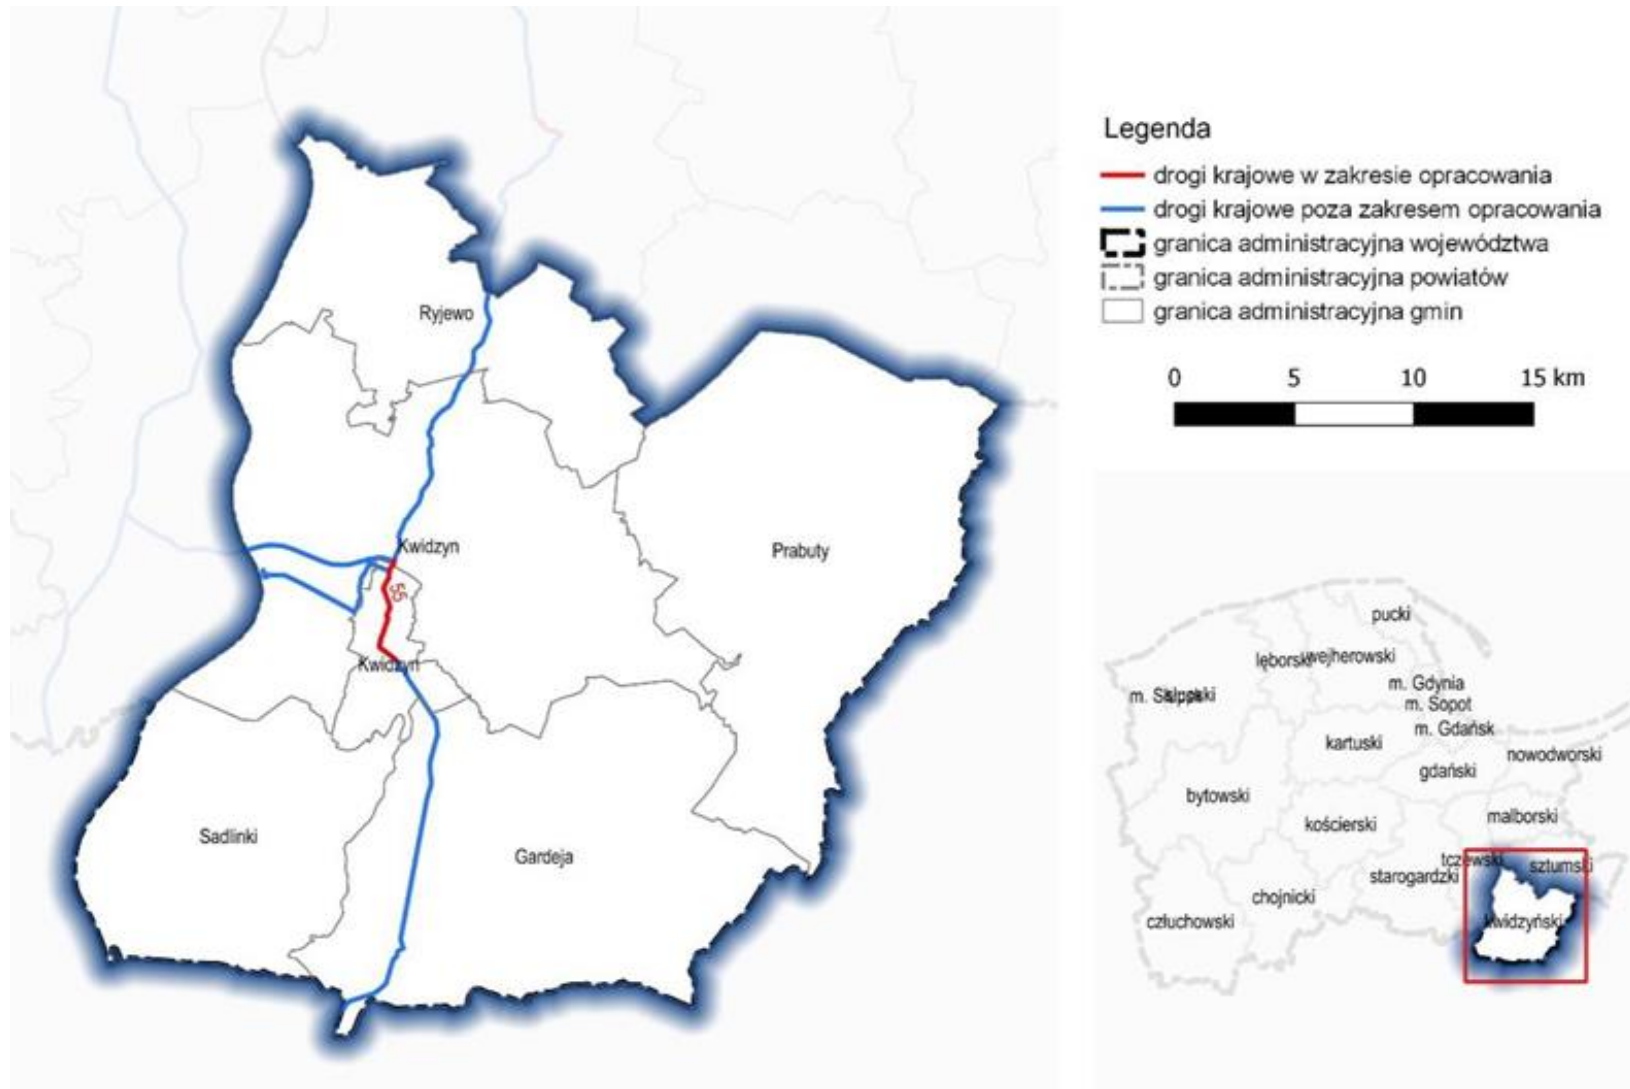 Legenda
drogi krajowe w zakresie opracowania
drogi krajowe poza zakresem opracowania
granica administracyjna województwa
granica administracyjna powiatów
granica administracyjna gmin
0 5 10 15 km
Ryjewo
Kwidzyn
Prabuty
55
Kwidzyn
Sadlinki
Gardeja
pucki
lęborski
wejherowski
m. Gdynia
m. Sopot
m. Gdańsk
kartuski
nowodworski
gdański
bytowski
kościerski
malborski
tczewski
sztumski
starogardzki
chojnicki
człuchowski
kwidzyński